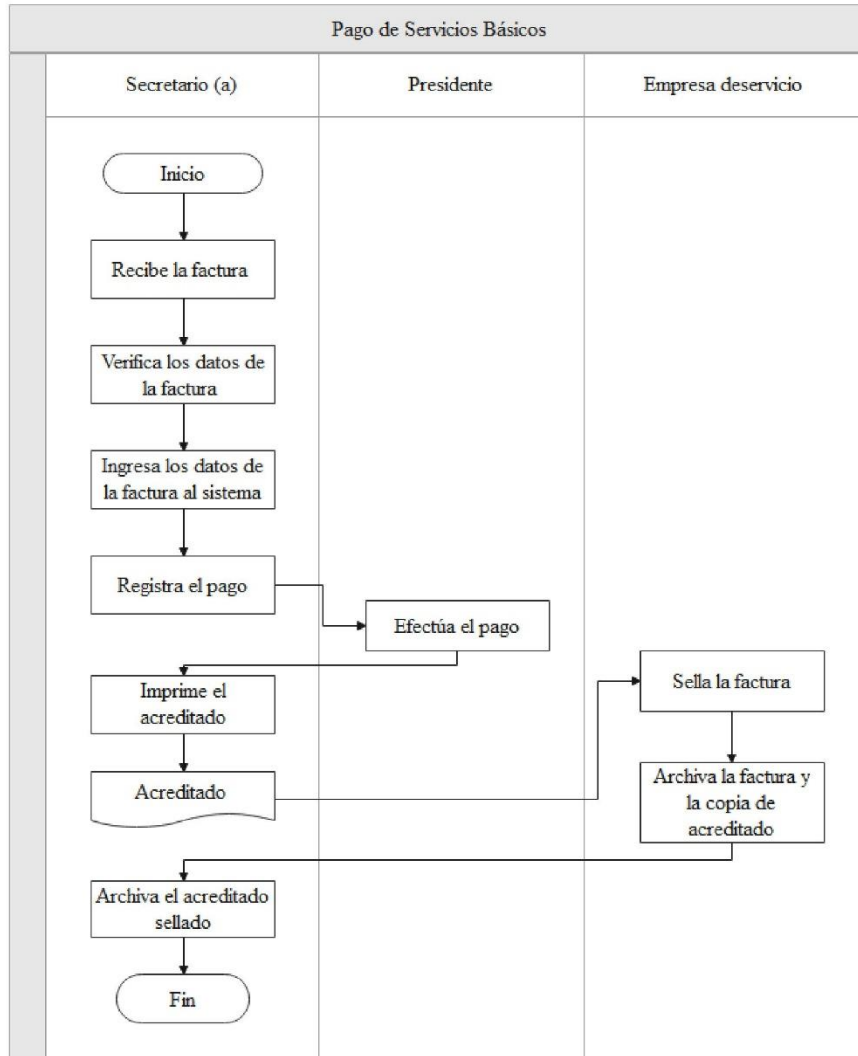 Pago de Servicios Básicos
Secretario (a)
Presidente
Empresa deservicio
Inicio
Recibe la factura
Verifica los datos de
la factura
Ingresa los datos de
la factura al sistema
Registra el pago
Efectúa el pago
Imprime el
acreditado
Acreditado
Sella la factura
Archiva la factura y
la copia de
acreditado
Archiva el acreditado
sellado
Fin